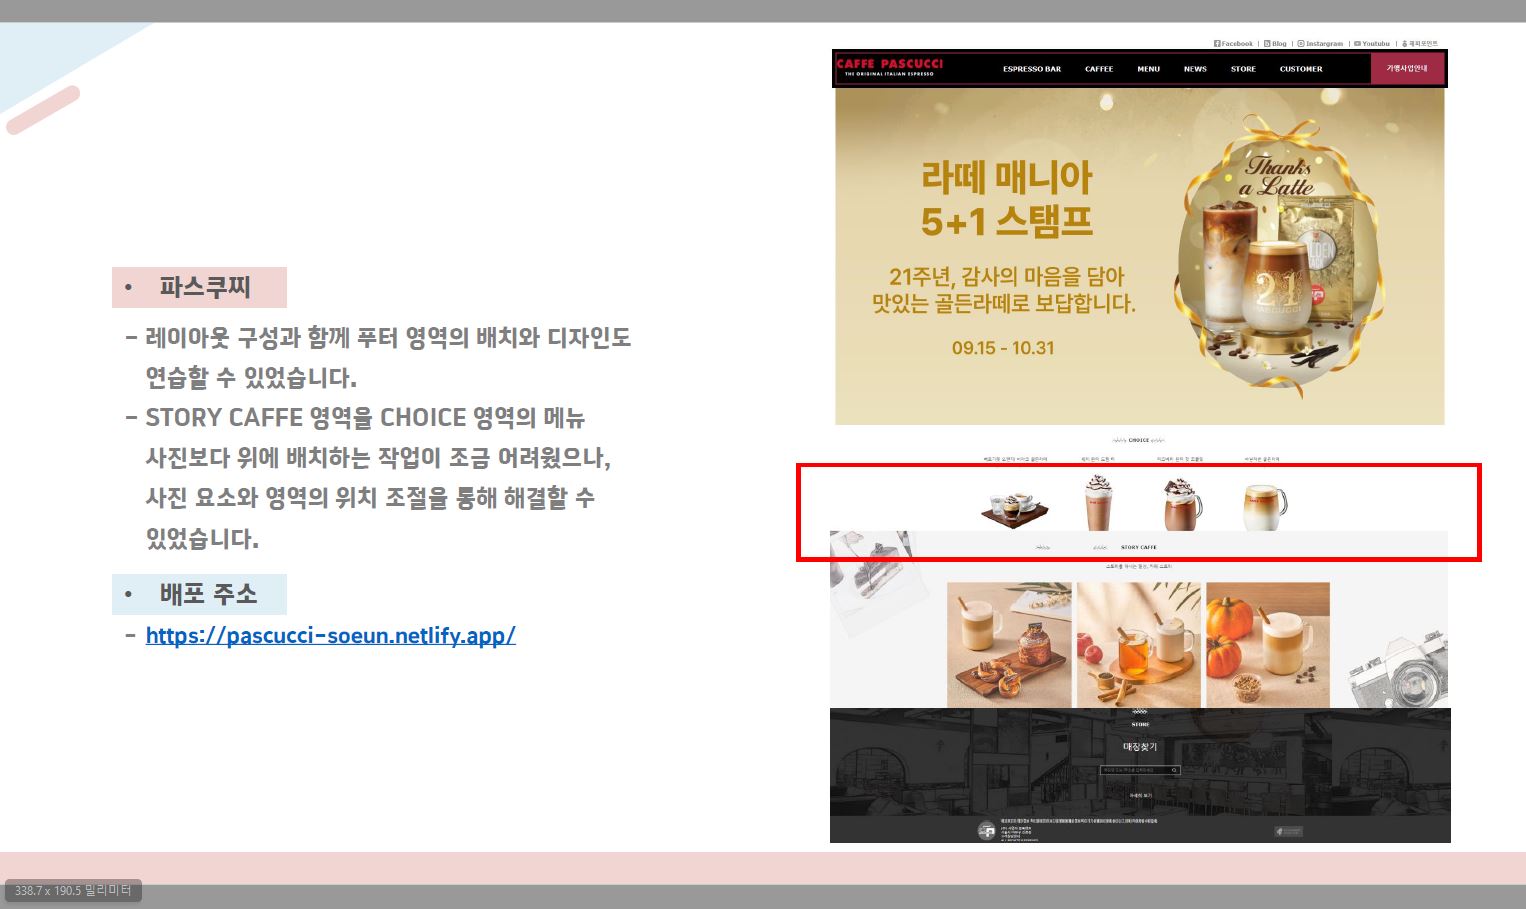 • 파스쿠찌
- 레이아웃 구성과 함께 푸터 영역의 배치와 디자인도
연습할 수 있었습니다.
- STORY CAFFE 영역을 CHOICE 영역의 메뉴
사진보다 위에 배치하는 작업이 조금 어려웠으나,
사진 요소와 영역의 위치 조절을 통해 해결할 수
있었습니다.
• 배포 주소
- https://pascucci-soeun.netlify.app/
Facebook | Blog | Instargram | Youtubu | 해피포인트
CAFFE PASCUCCI
THE ORIGINAL ITALIAN ESPRESSO
ESPRESSO BAR CAFFEE MENU NEWS STORE CUSTOMER 가맹사업안내
라떼 매니아
5+1 스탬프
21주년, 감사의 마음을 담아
맛있는 골든라떼로 보답합니다.
09.15 - 10.31
Thanks
a Latte
21
PASCUCCI
CHOICE
STORY CAFFE
STORE
매장찾기
자세히 보기
338.7 x 190.5 밀리미터